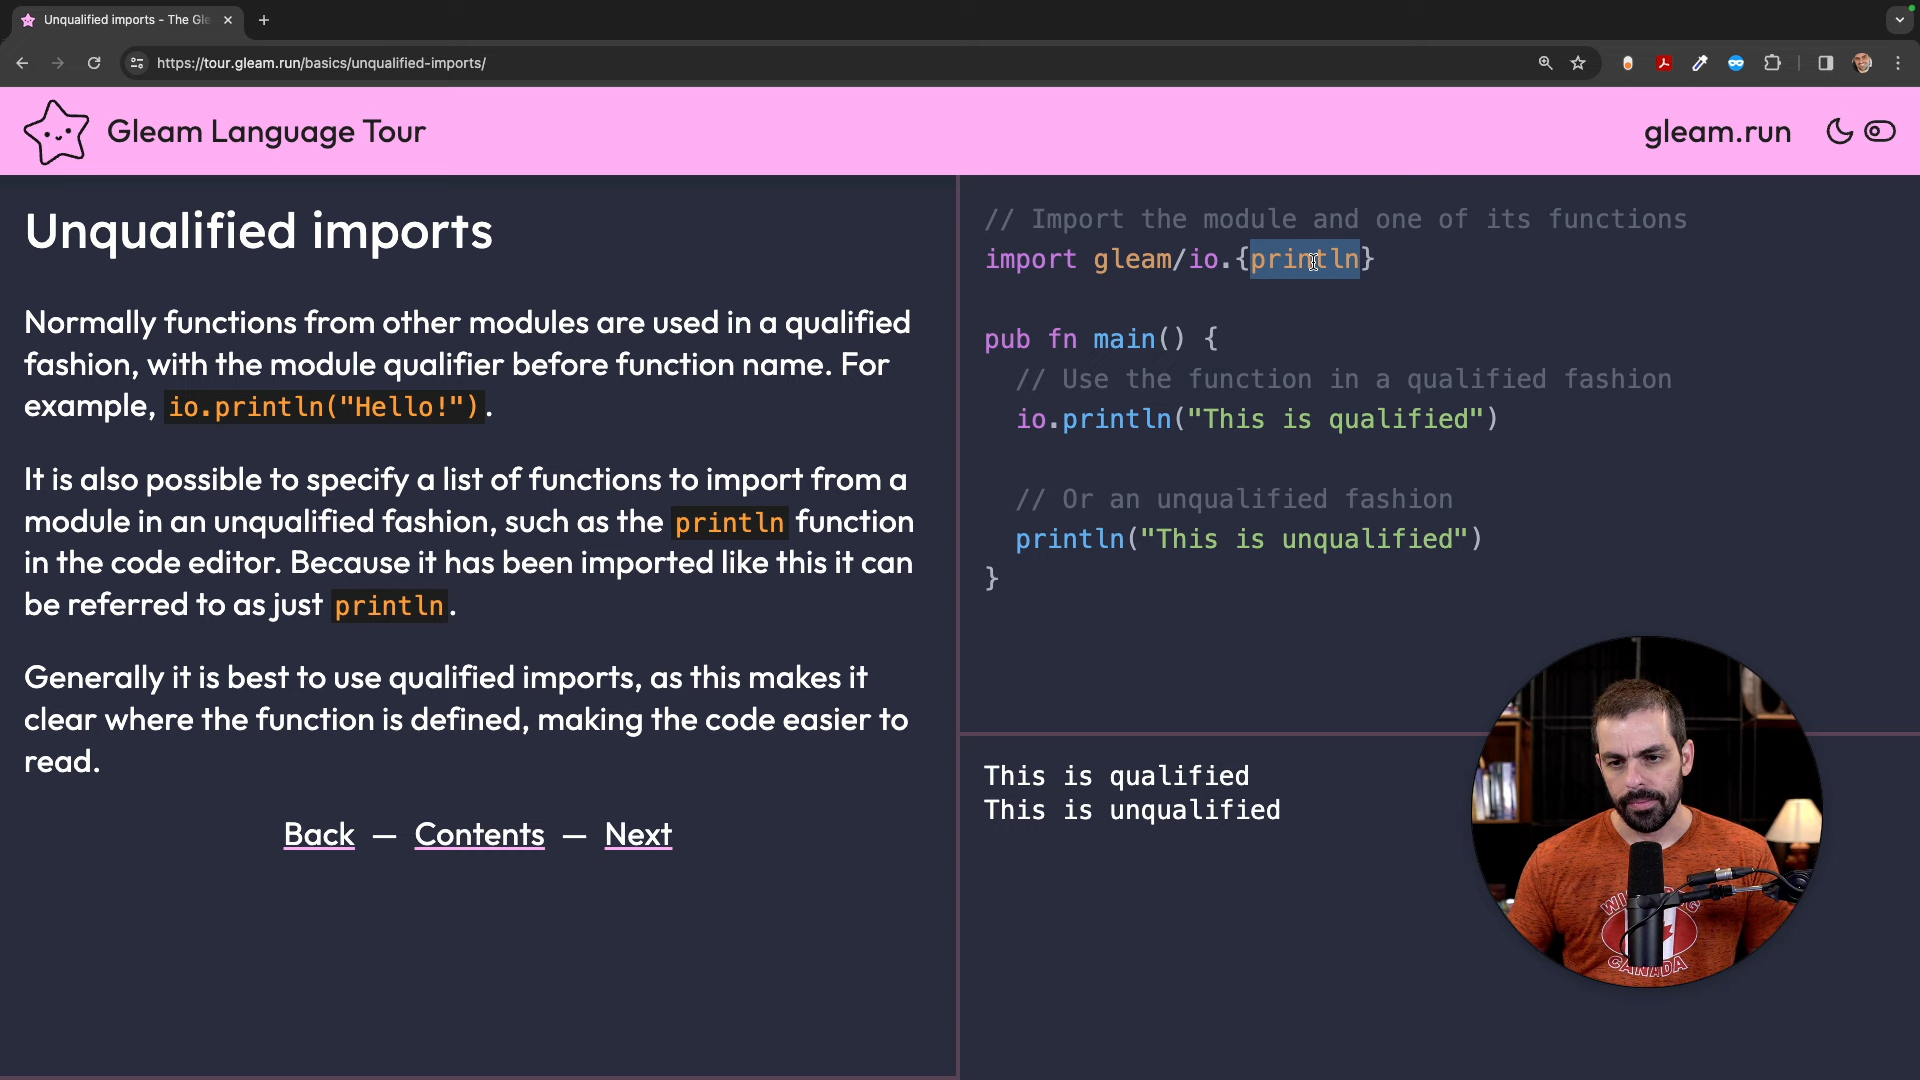 Unqualified imports - The Gle
https://tour.gleam.run/basics/unqualified-imports/
Gleam Language Tour
gleam.run
Unqualified imports
Normally functions from other modules are used in a qualified
fashion, with the module qualifier before function name. For
example, io.println("Hello!").
It is also possible to specify a list of functions to import from a
module in an unqualified fashion, such as the println function
in the code editor. Because it has been imported like this it can
be referred to as just println.
Generally it is best to use qualified imports, as this makes it
clear where the function is defined, making the code easier to
read.
Back — Contents — Next
// Import the module and one of its functions
import gleam/io.{println}
pub fn main() {
// Use the function in a qualified fashion
io.println("This is qualified")
// Or an unqualified fashion
println("This is unqualified")
}
This is qualified
This is unqualified
CANADA